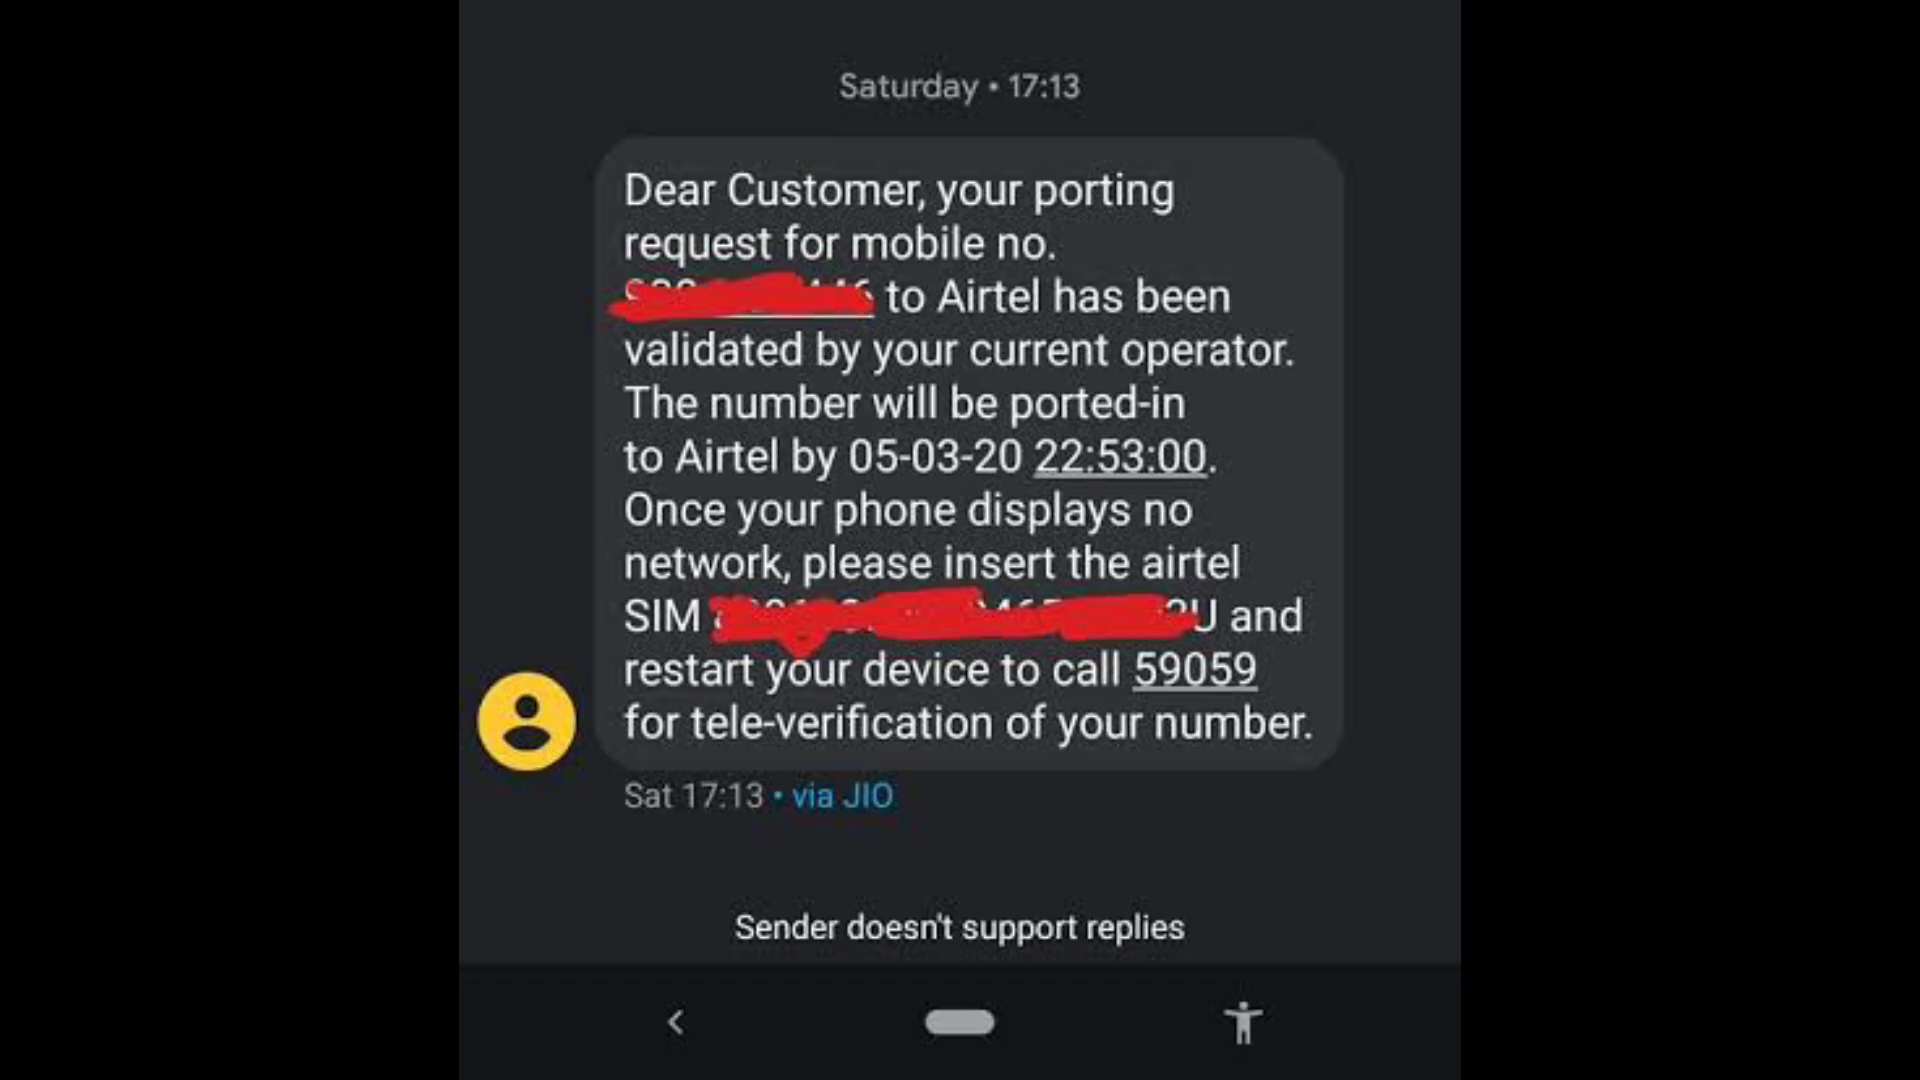 Saturday • 17:13
Dear Customer, your porting
request for mobile no.
to Airtel has been
validated by your current operator.
The number will be ported-in
to Airtel by 05-03-20 22:53:00.
Once your phone displays no
network, please insert the airtel
SIM and
restart your device to call 59059
for tele-verification of your number.
Sat 17:13 • via JIO
Sender doesn't support replies